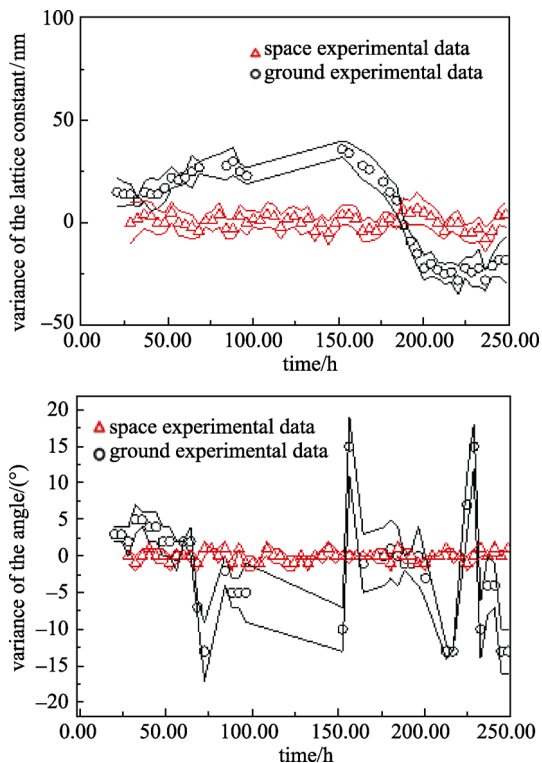 100
50
0
−50
variance of the lattice constant/nm
space experimental data
ground experimental data
0.00 50.00 100.00 150.00 200.00 250.00
time/h
20
15
10
5
0
−5
−10
−15
−20
variance of the angle/(°)
space experimental data
ground experimental data
0.00 50.00 100.00 150.00 200.00 250.00
time/h